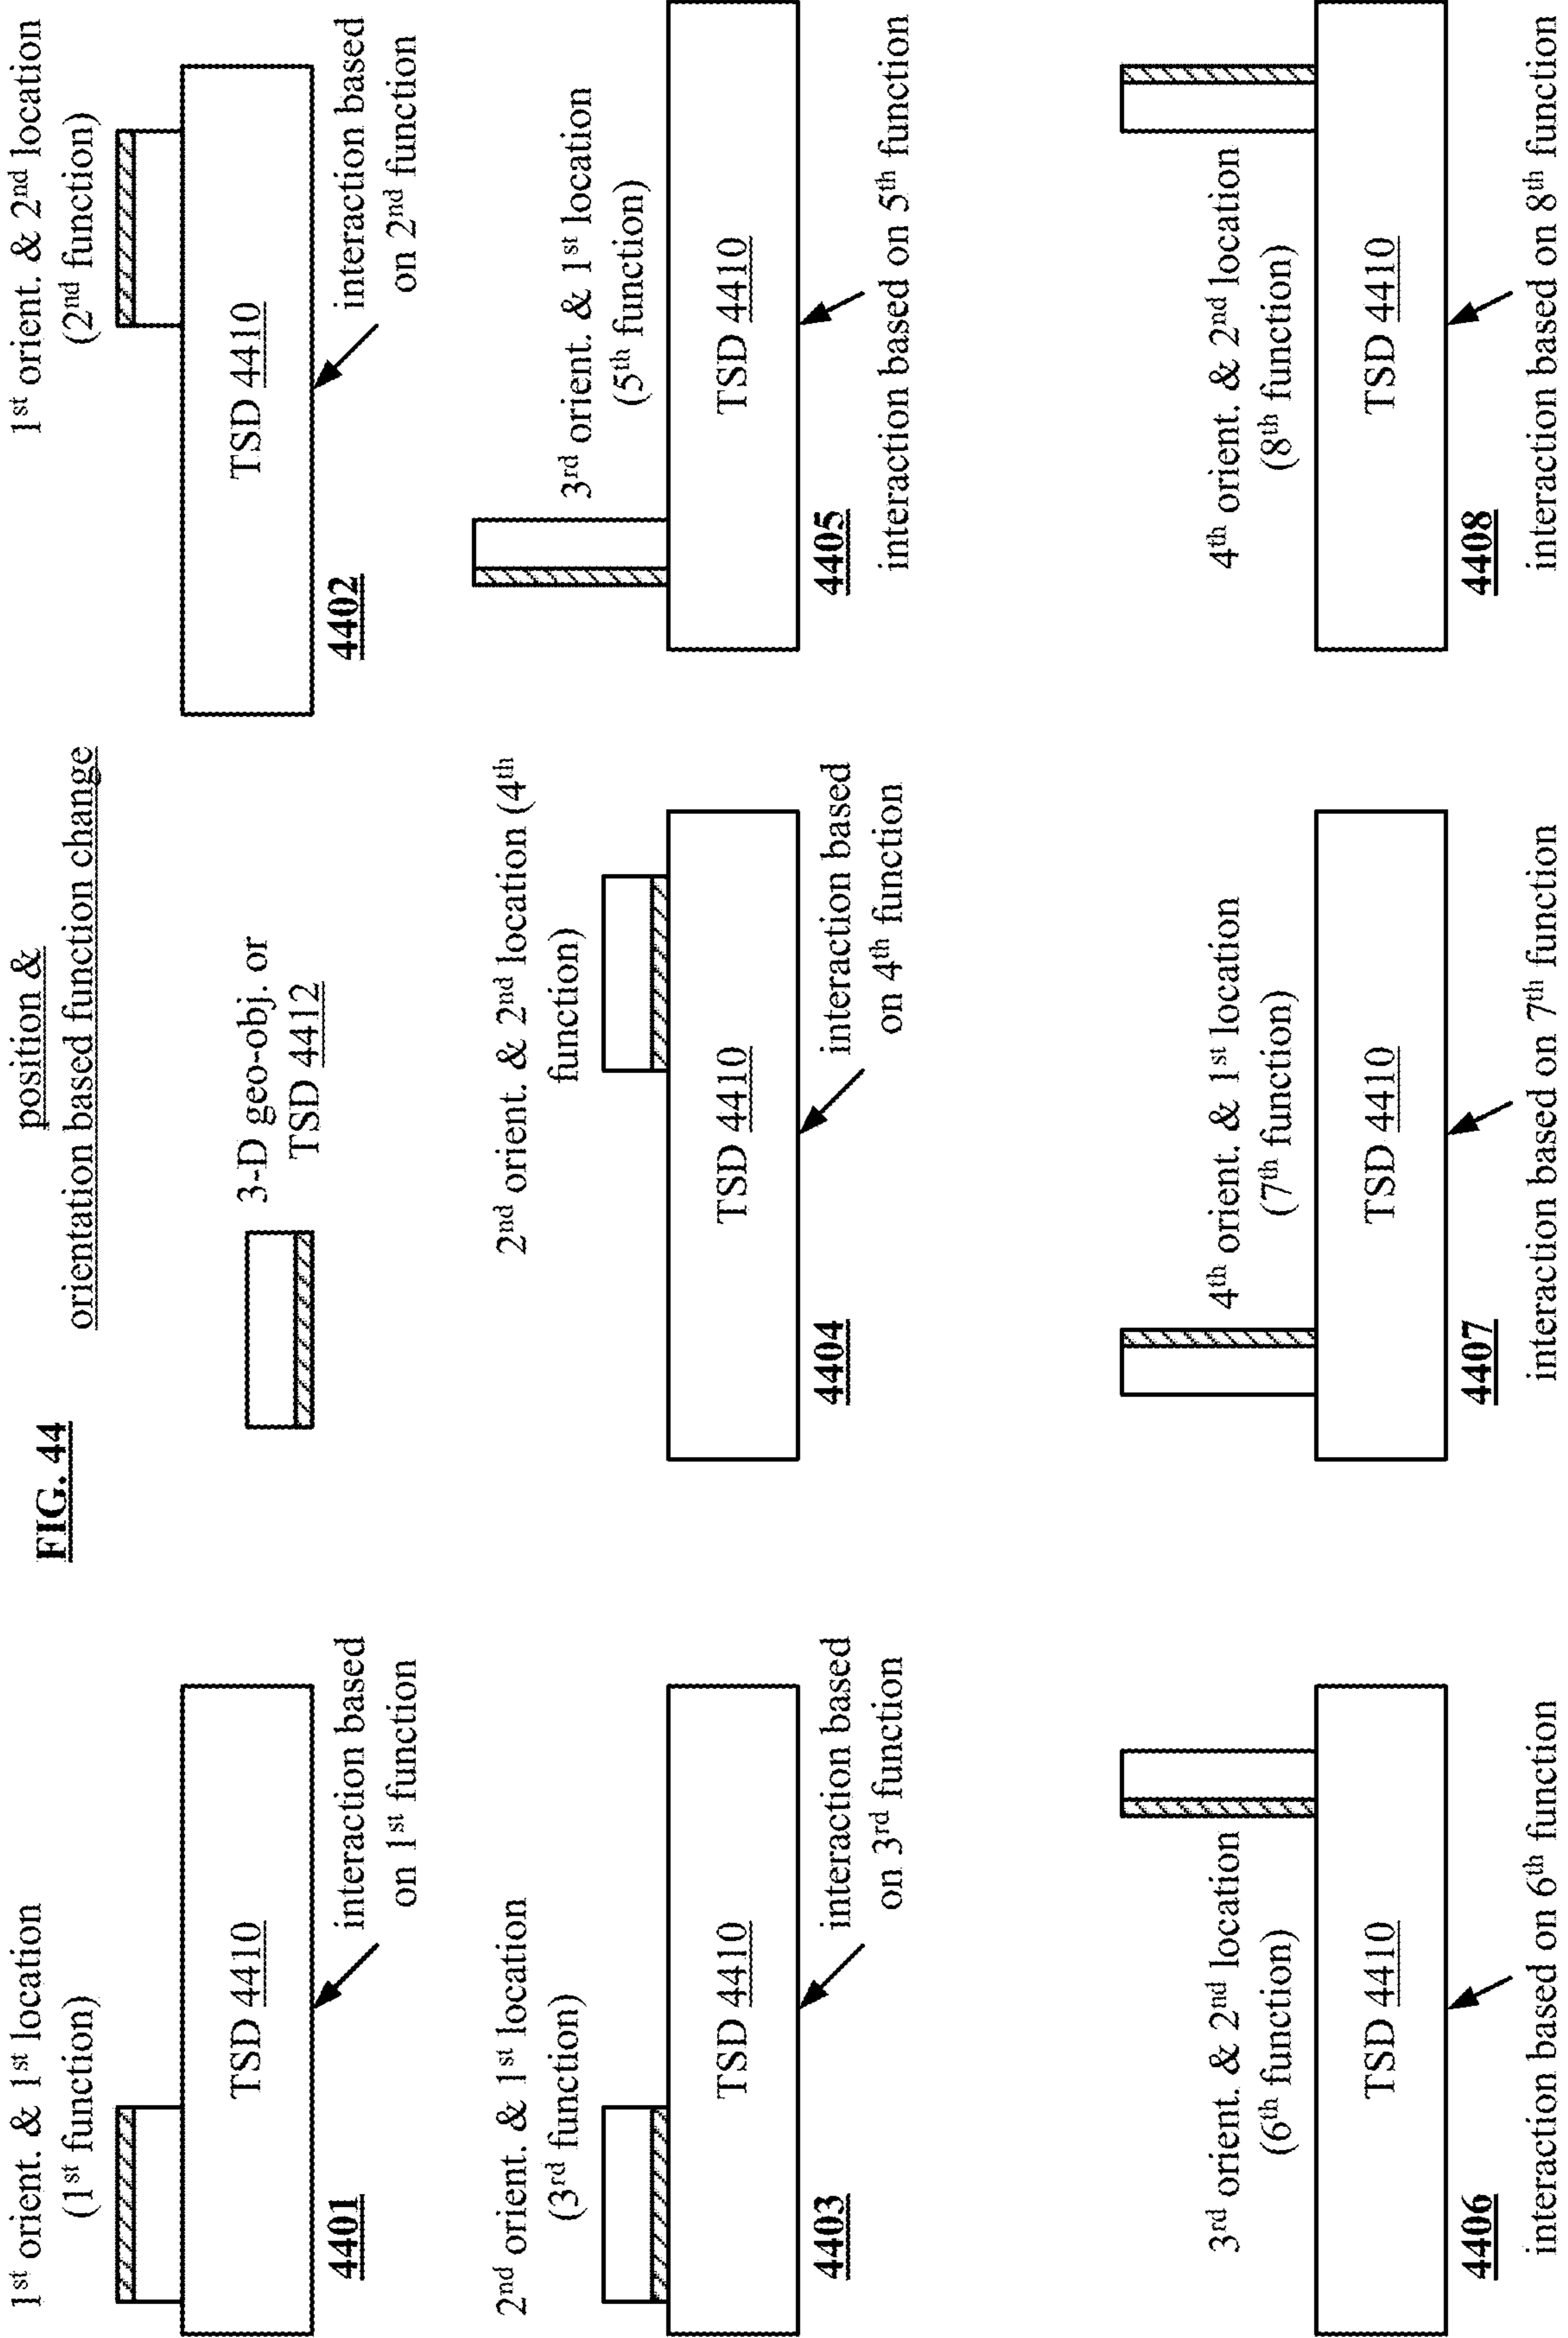 FIG. 44
position &
orientation based function change
1st orient. & 1st location
(1st function)
TSD 4410
interaction based
on 1st function
4401
3-D geo-obj. or
TSD 4412
1st orient. & 2nd location
(2nd function)
TSD 4410
interaction based
on 2nd function
4402
2nd orient. & 1st location
(3rd function)
TSD 4410
interaction based
on 3rd function
4403
2nd orient. & 2nd location (4th
function)
TSD 4410
interaction based
on 4th function
4404
3rd orient. & 1st location
(5th function)
TSD 4410
4405
interaction based on 5th function
3rd orient. & 2nd location
(6th function)
TSD 4410
4406
interaction based on 6th function
4th orient. & 1st location
(7th function)
TSD 4410
4407
interaction based on 7th function
4th orient. & 2nd location
(8th function)
TSD 4410
4408
interaction based on 8th function